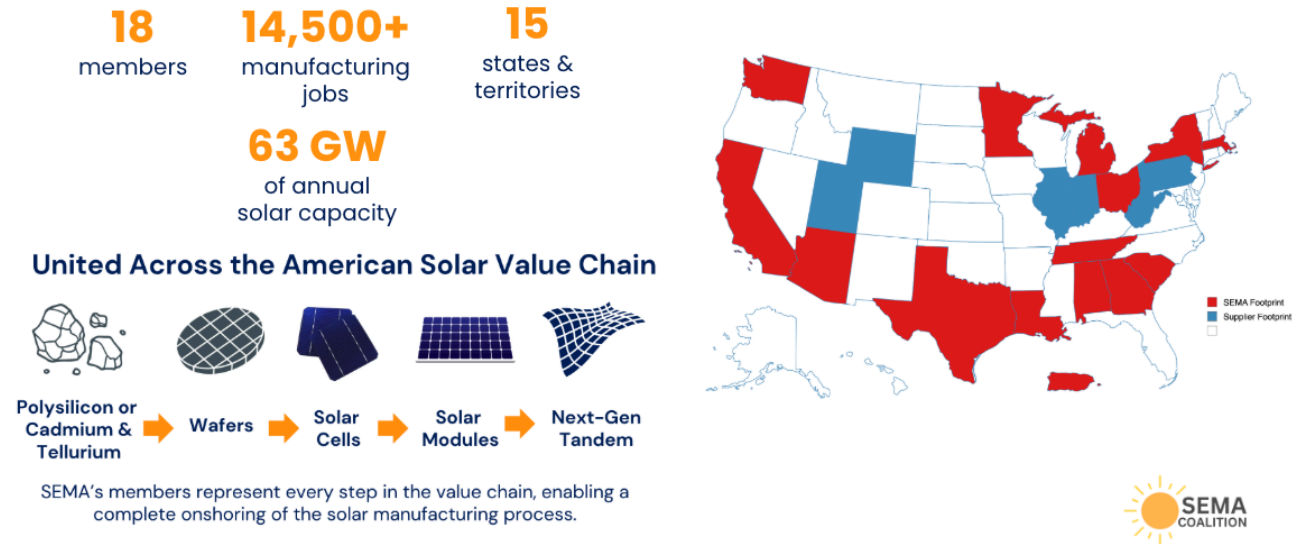 18
members
14,500+
manufacturing
jobs
15
states &
territories
63 GW
of annual
solar capacity
United Across the American Solar Value Chain
Polysilicon or
Cadmium &
Tellurium
Wafers
Solar
Cells
Solar
Modules
Next-Gen
Tandem
SEMA's members represent every step in the value chain, enabling a
complete onshoring of the solar manufacturing process.
SEMA Footprint
Supplier Footprint
SEMA
COALITION